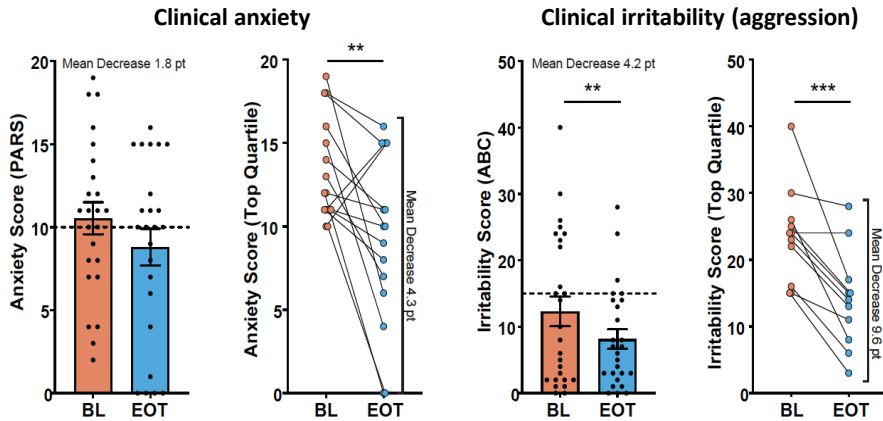 Clinical anxiety
Clinical irritability (aggression)
Mean Decrease 1.8 pt
Anxiety Score (PARS)
20
15
10
5
0
BL
EOT
**
Anxiety Score (Top Quartile)
20
15
10
5
0
BL
EOT
Mean Decrease 4.3 pt
Mean Decrease 4.2 pt
**
Irritability Score (ABC)
50
40
30
20
10
0
BL
EOT
***
Irritability Score (Top Quartile)
50
40
30
20
10
0
BL
EOT
Mean Decrease 9.6 pt